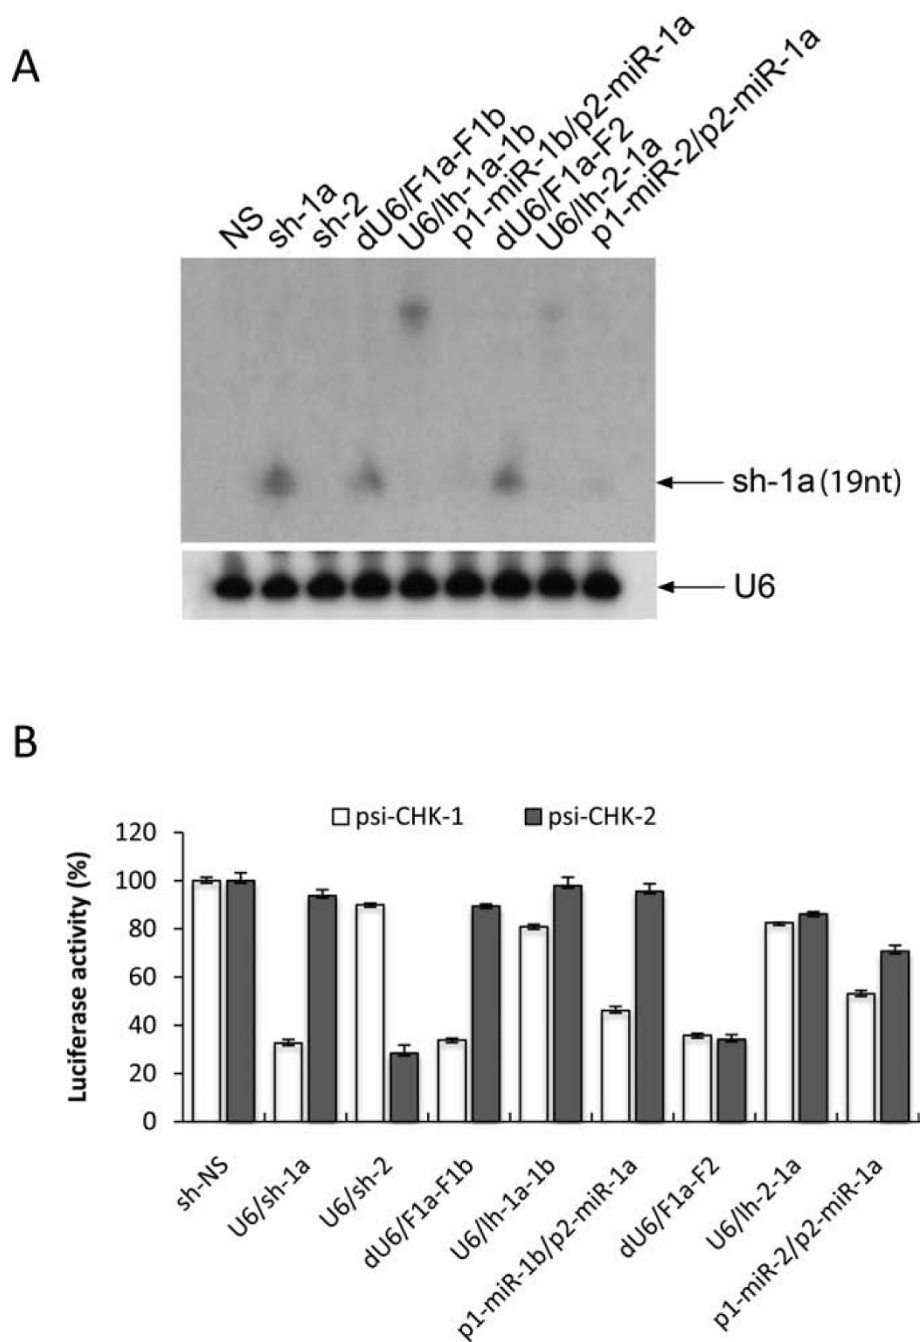 A
NS
sh-1a
sh-2
dU6/F1a-F1b
U6/lh-1a-1b
p1-miR-1b/p2-miR-1a
dU6/F1a-F2
U6/lh-2-1a
p1-miR-2/p2-miR-1a
sh-1a (19nt)
U6
B
psi-CHK-1 psi-CHK-2
Luciferase activity (%)
120
100
80
60
40
20
0
sh-NS
U6/sh-1a
U6/sh-2
dU6/F1a-F1b
U6/lh-1a-1b
p1-miR-1b/p2-miR-1a
dU6/F1a-F2
U6/lh-2-1a
p1-miR-2/p2-miR-1a